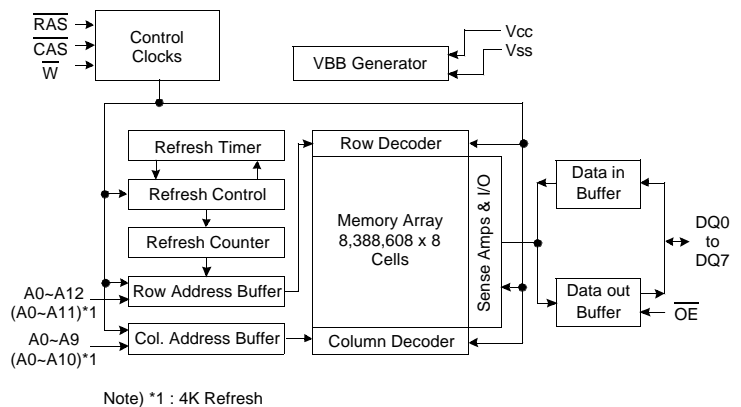 RAS
CAS
W
Control
Clocks
VBB Generator
Vcc
Vss
Refresh Timer
Refresh Control
Refresh Counter
Row Address Buffer
Col. Address Buffer
A0~A12
(A0~A11)*1
A0~A9
(A0~A10)*1
Row Decoder
Memory Array
8,388,608 x 8
Cells
Sense Amps & I/O
Column Decoder
Data in
Buffer
Data out
Buffer
DQ0
to
DQ7
OE
Note) *1 : 4K Refresh